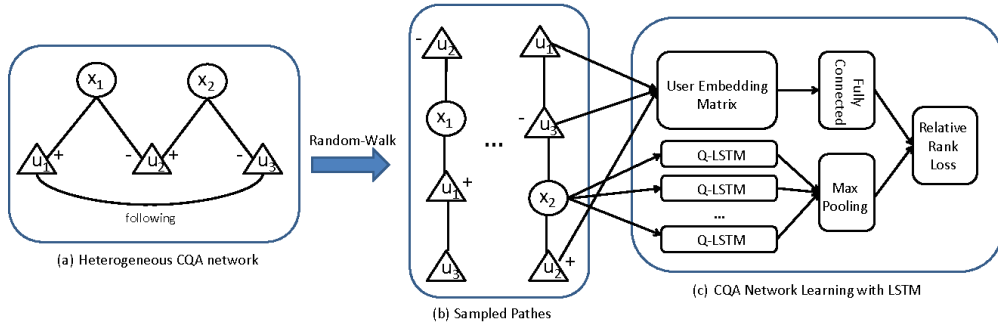 x1
x2
u1 +
- u2 +
- u3
following
(a) Heterogeneous CQA network
Random-Walk
- u2
x1
u1 +
u3
...
u1
- u3
x2
u2 +
(b) Sampled Pathes
User Embedding
Matrix
Fully
Connected
Q-LSTM
Q-LSTM
...
Q-LSTM
Max
Pooling
Relative
Rank
Loss
(c) CQA Network Learning with LSTM